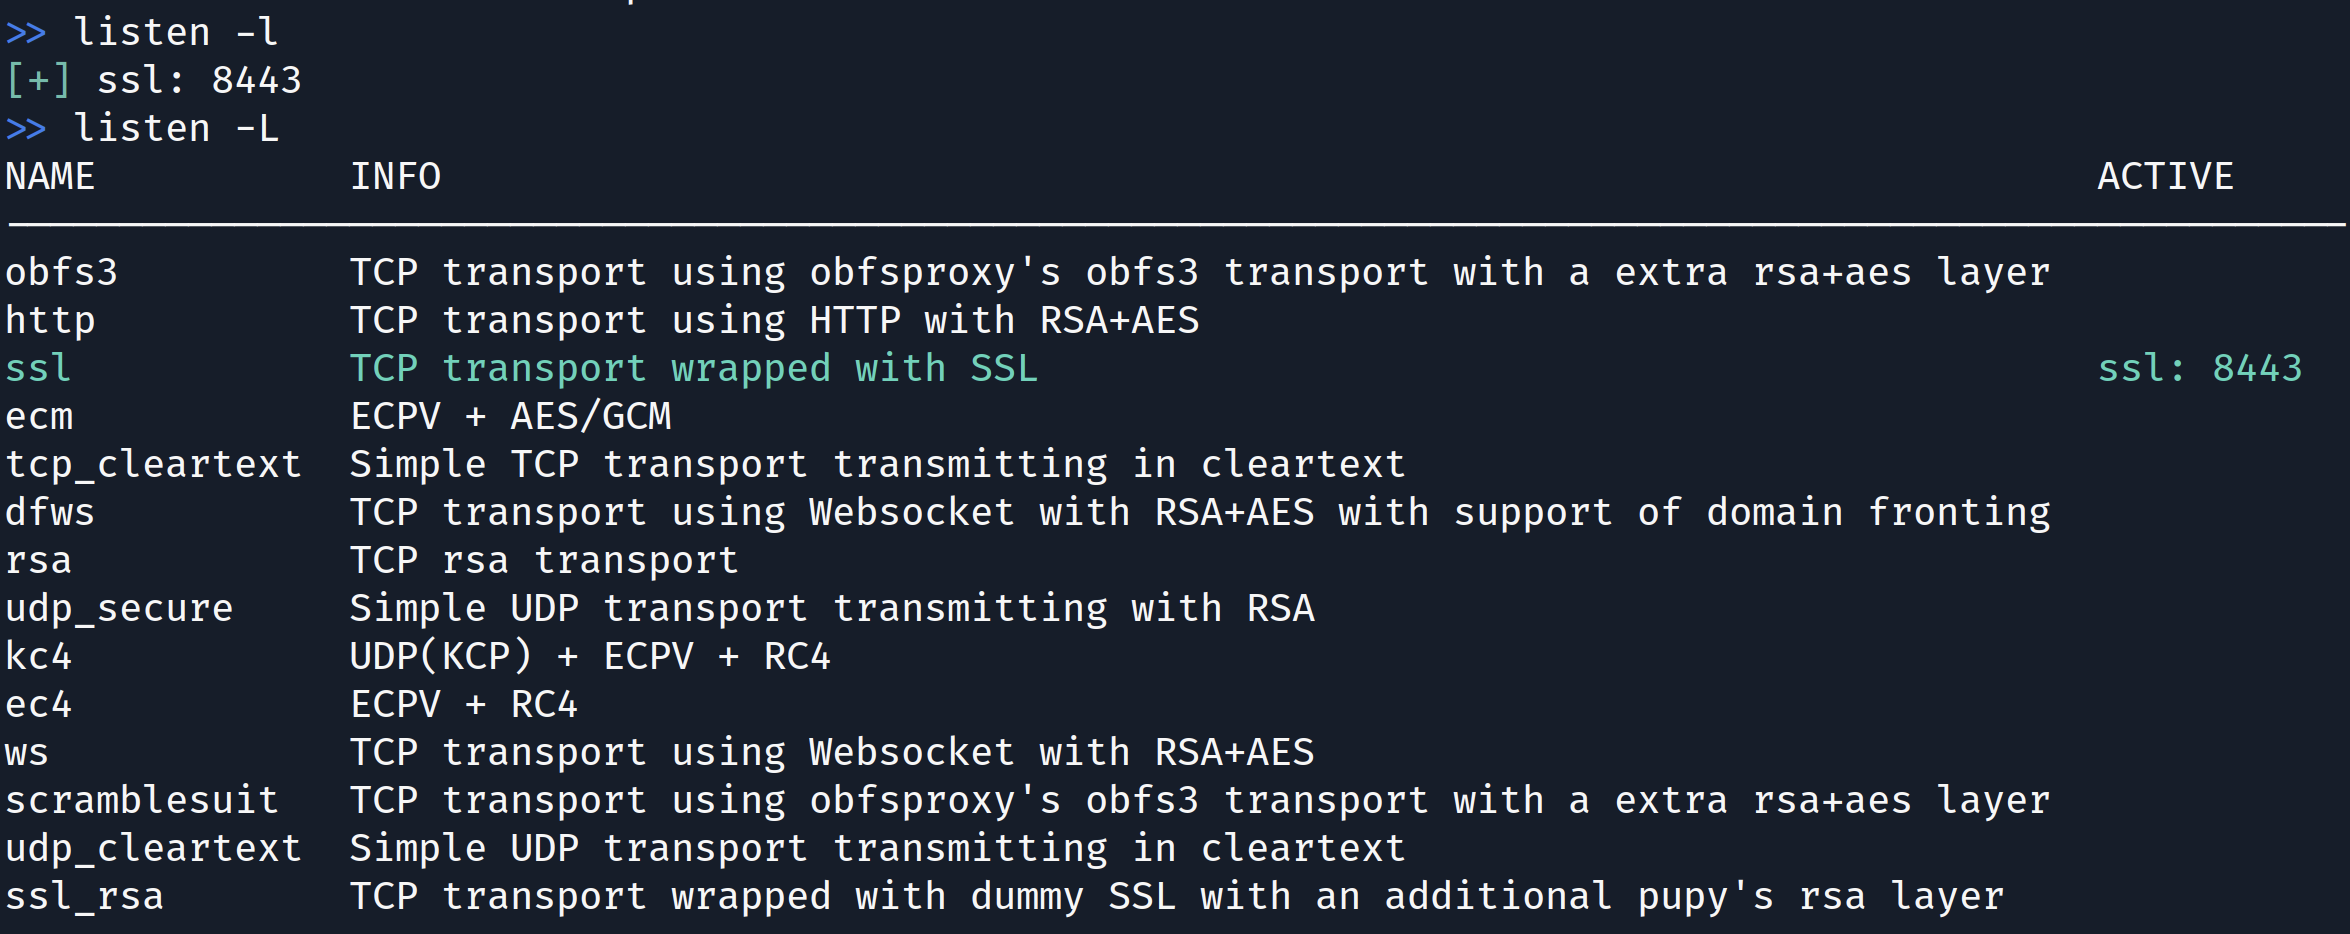 >> listen -l
[+] ssl: 8443
>> listen -L
NAME INFO ACTIVE
obfs3 TCP transport using obfsproxy's obfs3 transport with a extra rsa+aes layer
http TCP transport using HTTP with RSA+AES
ssl TCP transport wrapped with SSL ssl: 8443
ecm ECPV + AES/GCM
tcp_cleartext Simple TCP transport transmitting in cleartext
dfws TCP transport using Websocket with RSA+AES with support of domain fronting
rsa TCP rsa transport
udp_secure Simple UDP transport transmitting with RSA
kc4 UDP(KCP) + ECPV + RC4
ec4 ECPV + RC4
ws TCP transport using Websocket with RSA+AES
scramblesuit TCP transport using obfsproxy's obfs3 transport with a extra rsa+aes layer
udp_cleartext Simple UDP transport transmitting in cleartext
ssl_rsa TCP transport wrapped with dummy SSL with an additional pupy's rsa layer